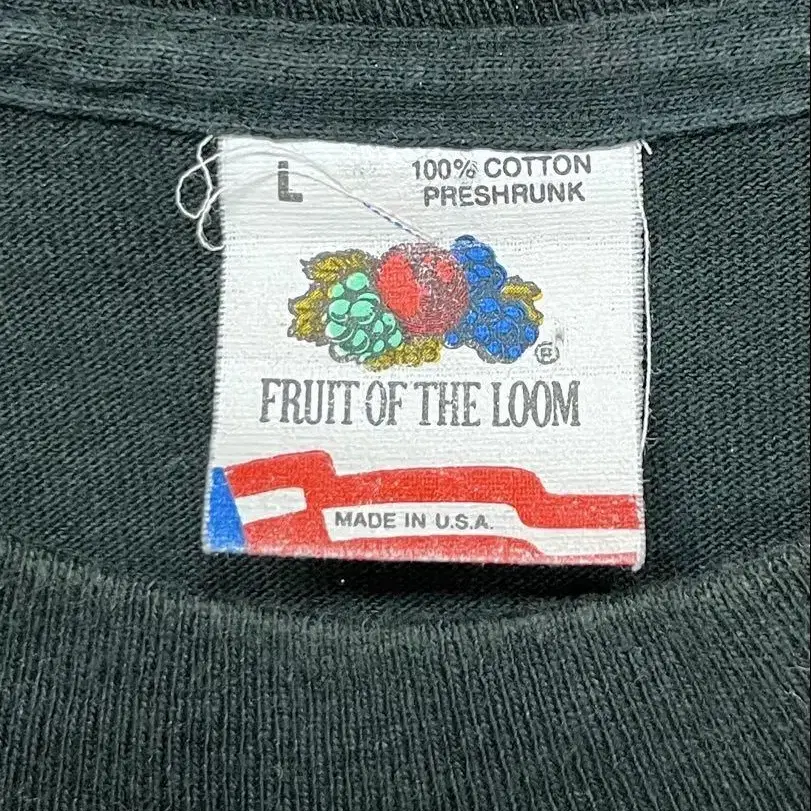 L
100% COTTON
PRESHRUNK
®
FRUIT OF THE LOOM
MADE IN U.S.A.